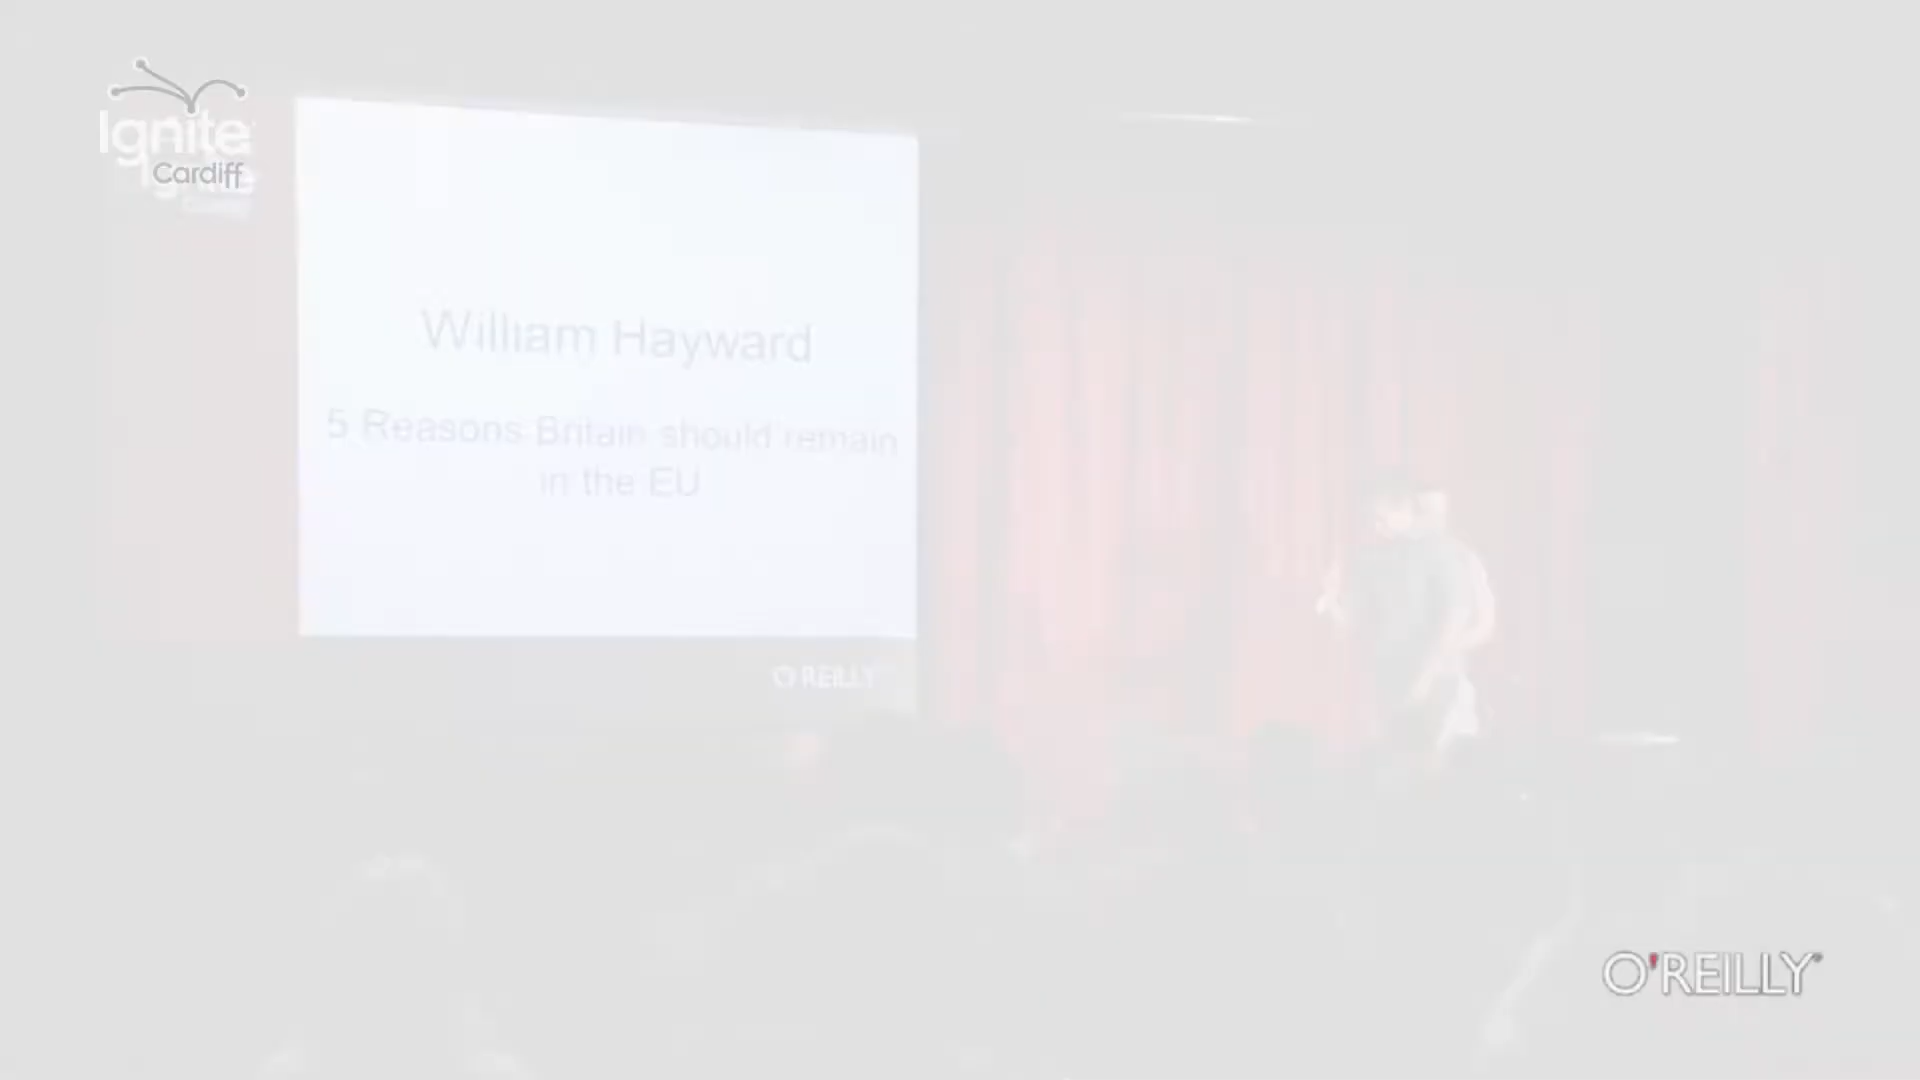 Ignite
Cardiff
William Hayward
5 Reasons Britain should remain
in the EU
O REILLY
O'REILLY